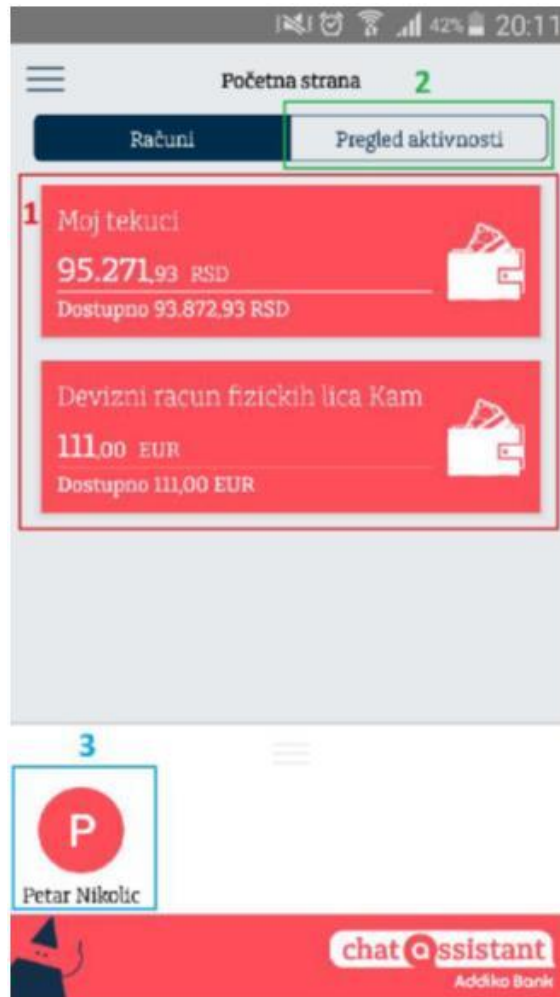 42% 20:11
Početna strana
2
Računi
Pregled aktivnosti
1
Moj tekuci
95.271,93 RSD
Dostupno 93.872,93 RSD
Devizni racun fizickih lica Kam
111,00 EUR
Dostupno 111,00 EUR
3
P
Petar Nikolic
chat assistant
Addiko Bank